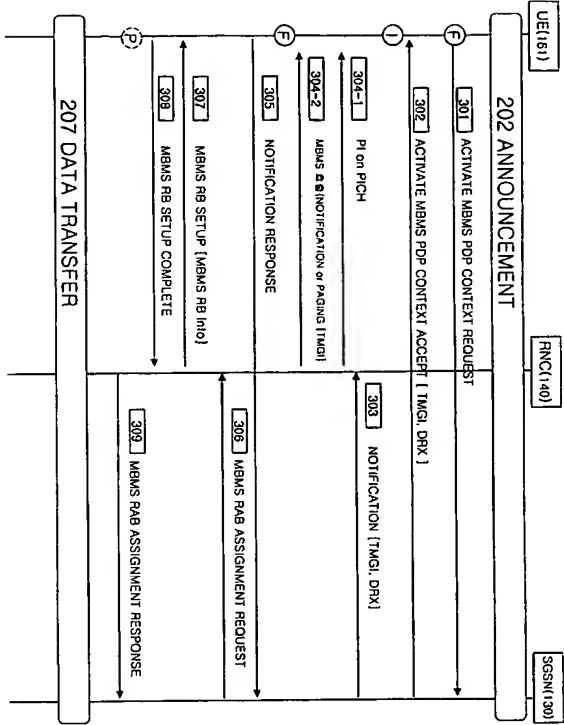 UE(161)
RNC(140)
SGSN(130)
202 ANNOUNCEMENT
301 ACTIVATE MBMS PDP CONTEXT REQUEST
F
302 ACTIVATE MBMS PDP CONTEXT ACCEPT [ TMGI, DRX ]
I
303 NOTIFICATION [TMGI, DRX]
304-1 PI on PICH
304-2 MBMS 호출(NOTIFICATION or PAGING [TMGI]
F
305 NOTIFICATION RESPONSE
306 MBMS RAB ASSIGNMENT REQUEST
307 MBMS RB SETUP [MBMS RB Info]
308 MBMS RB SETUP COMPLETE
P
309 MBMS RAB ASSIGNMENT RESPONSE
207 DATA TRANSFER